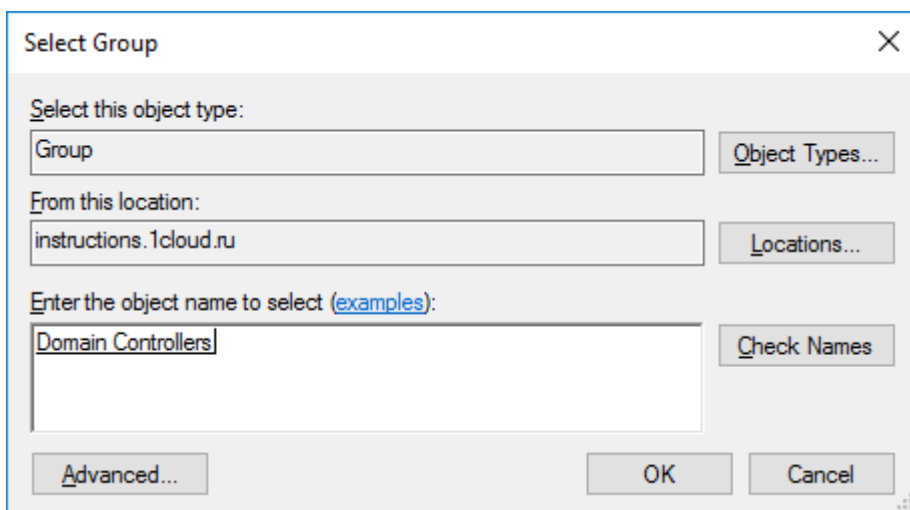 Select Group
Select this object type:
Group
Object Types...
From this location:
instructions.1cloud.ru
Locations...
Enter the object name to select (examples):
Domain Controllers
Check Names
Advanced...
OK
Cancel